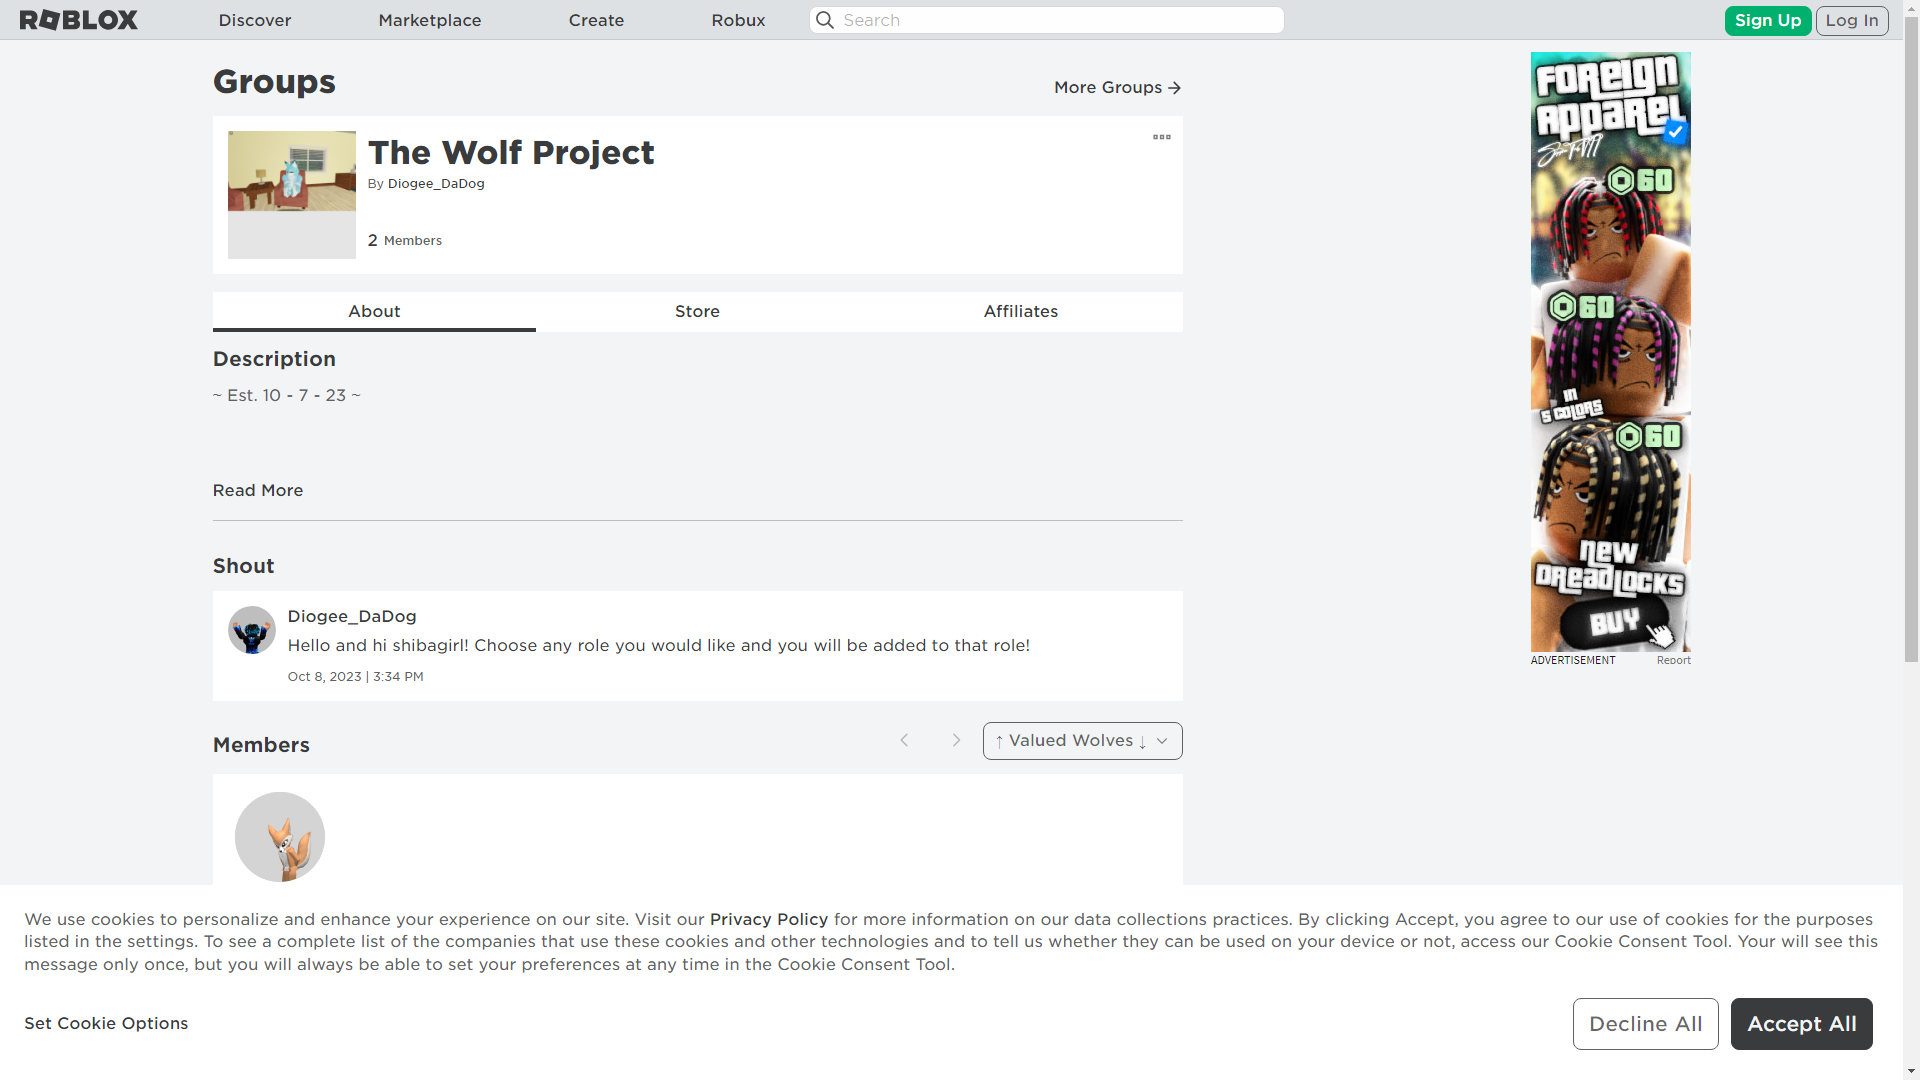 ROBLOX
Discover
Marketplace
Create
Robux
Search
Sign Up
Log In
Groups
More Groups →
The Wolf Project
By Diogee_DaDog
2 Members
About
Store
Affiliates
Description
~ Est. 10 - 7 - 23 ~
Read More
Shout
Diogee_DaDog
Hello and hi shibagirl! Choose any role you would like and you will be added to that role!
Oct 8, 2023 | 3:34 PM
Members
↑ Valued Wolves ↓
FOREIGN
APPAREL
60
60
IN
5 COLORS
60
NEW
DREADLOCKS
BUY
ADVERTISEMENT
Report
We use cookies to personalize and enhance your experience on our site. Visit our Privacy Policy for more information on our data collections practices. By clicking Accept, you agree to our use of cookies for the purposes
listed in the settings. To see a complete list of the companies that use these cookies and other technologies and to tell us whether they can be used on your device or not, access our Cookie Consent Tool. Your will see this
message only once, but you will always be able to set your preferences at any time in the Cookie Consent Tool.
Set Cookie Options
Decline All
Accept All